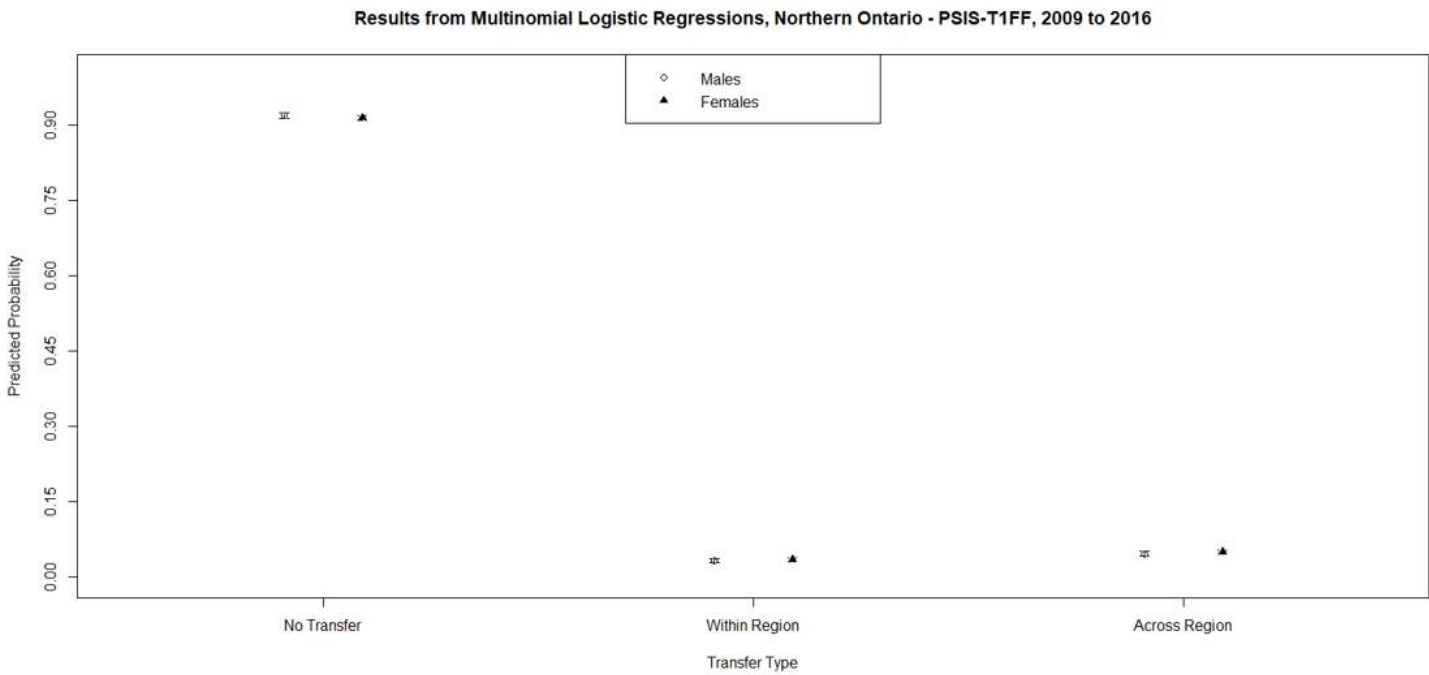 Results from Multinomial Logistic Regressions, Northern Ontario - PSIS-T1FF, 2009 to 2016
Males
Females
Predicted Probability
0.90
0.75
0.60
0.45
0.30
0.15
0.00
No Transfer
Within Region
Across Region
Transfer Type